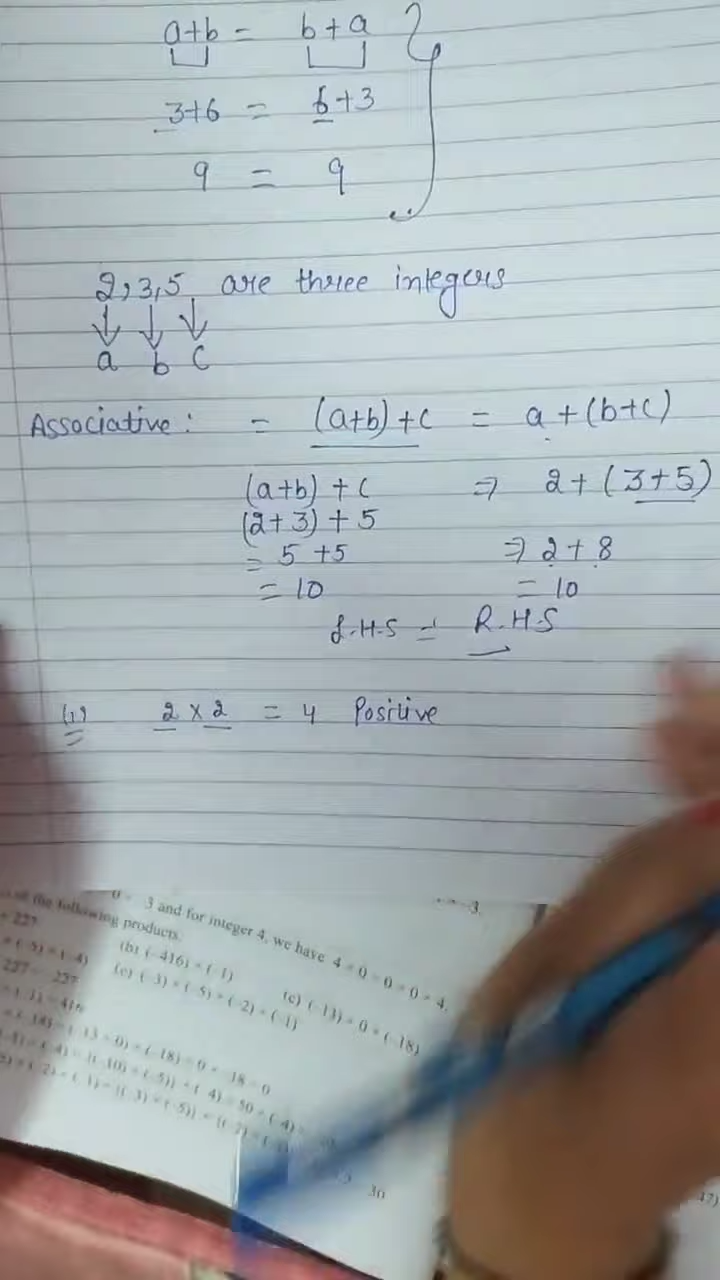 a+b = b+a
3+6 = 6+3
9 = 9
2,3,5 are three integers
a b c
Associative: = (a+b)+c = a+(b+c)
(a+b)+c ⇒ 2+(3+5)
(2+3)+5
= 5+5 ⇒ 2+8
= 10 = 10
L.H.S = R.H.S
(1) 2×2 = 4 Positive
3 and for integer 4, we have 4 × 0 = 0 × 0 = 4.
the following products.
(b) (-416) × (-1)
(c) (-13) × 0 × (-18)
(e) (-3) × (-5) × (-2) × (-1)
30